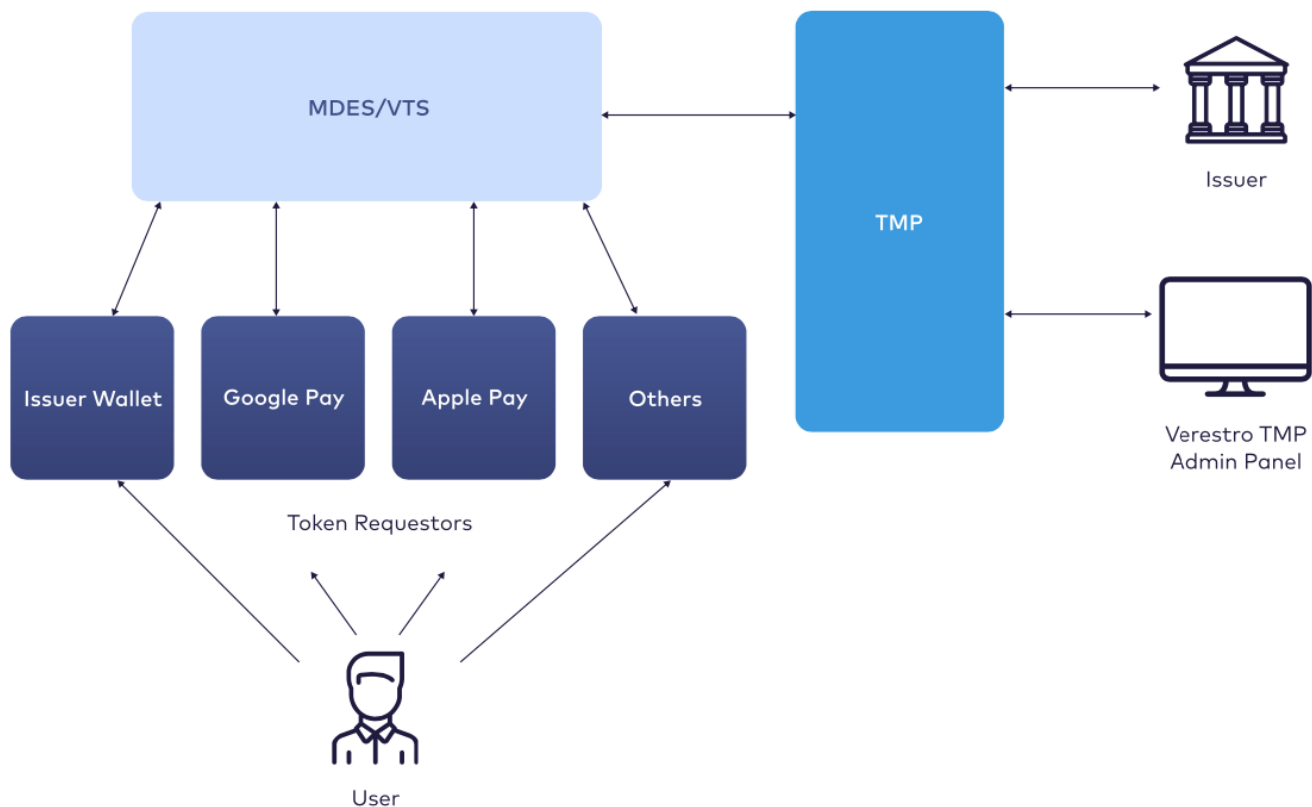 MDES/VTS
TMP
Issuer
Issuer Wallet
Google Pay
Apple Pay
Others
Verestro TMP
Admin Panel
Token Requestors
User